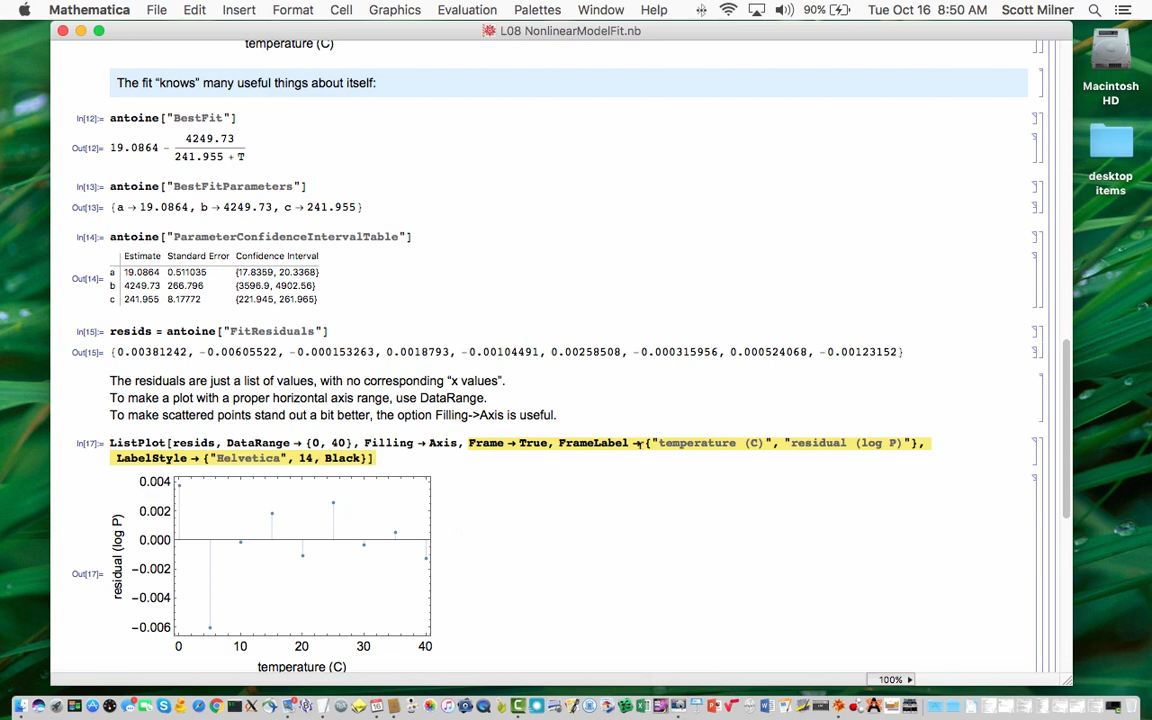 Mathematica File Edit Insert Format Cell Graphics Evaluation Palettes Window Help 90% Tue Oct 16 8:50 AM Scott Milner
L08 NonlinearModelFit.nb
temperature (C)
The fit “knows” many useful things about itself:
In[12]:= antoine["BestFit"]
Out[12]= 19.0864 - 4249.73 / 241.955 + T
In[13]:= antoine["BestFitParameters"]
Out[13]= {a → 19.0864, b → 4249.73, c → 241.955}
In[14]:= antoine["ParameterConfidenceIntervalTable"]
Out[14]=
Estimate Standard Error Confidence Interval
a 19.0864 0.511035 {17.8359, 20.3368}
b 4249.73 266.796 {3596.9, 4902.56}
c 241.955 8.17772 {221.945, 261.965}
In[15]:= resids = antoine["FitResiduals"]
Out[15]= {0.00381242, -0.00605522, -0.000153263, 0.0018793, -0.00104491, 0.00258508, -0.000315956, 0.000524068, -0.00123152}
The residuals are just a list of values, with no corresponding “x values”.
To make a plot with a proper horizontal axis range, use DataRange.
To make scattered points stand out a bit better, the option Filling->Axis is useful.
In[17]:= ListPlot[resids, DataRange → {0, 40}, Filling → Axis, Frame → True, FrameLabel → {"temperature (C)", "residual (log P)"},
LabelStyle → {"Helvetica", 14, Black}]
Out[17]=
residual (log P)
0.004
0.002
0.000
-0.002
-0.004
-0.006
0 10 20 30 40
temperature (C)
100%
Macintosh
HD
desktop
items